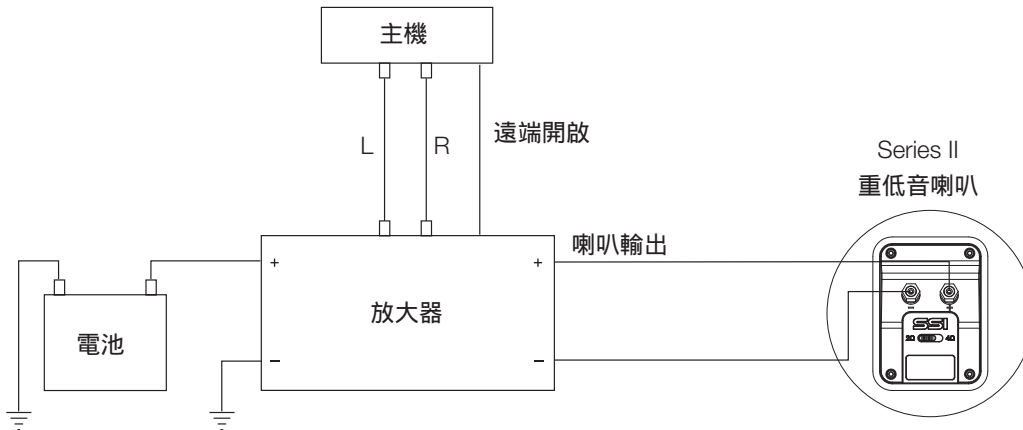 主機
L
R
遠端開啟
Series II
重低音喇叭
喇叭輸出
+
+
放大器
電池
−
−
−
+
SSI
2Ω
4Ω